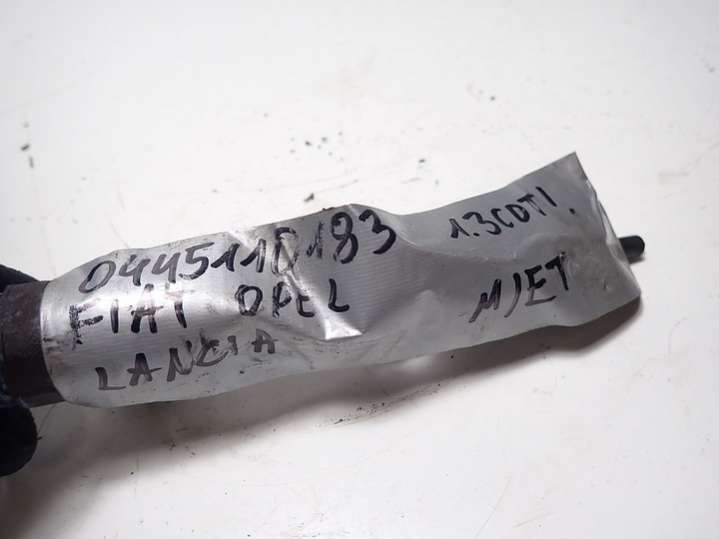 0445110183 1.3CDTI
FIAT OPEL MJET
LANCIA